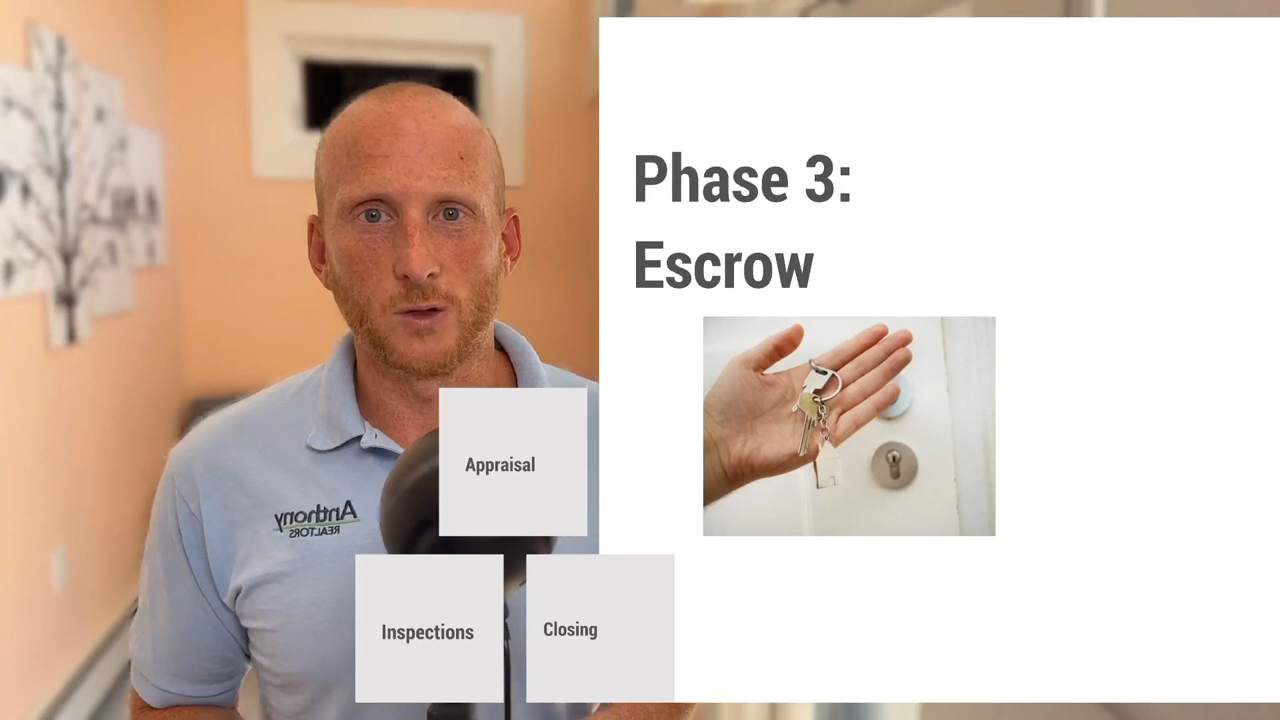 Phase 3:
Escrow
Appraisal
Anthony
REALTORS
Inspections
Closing